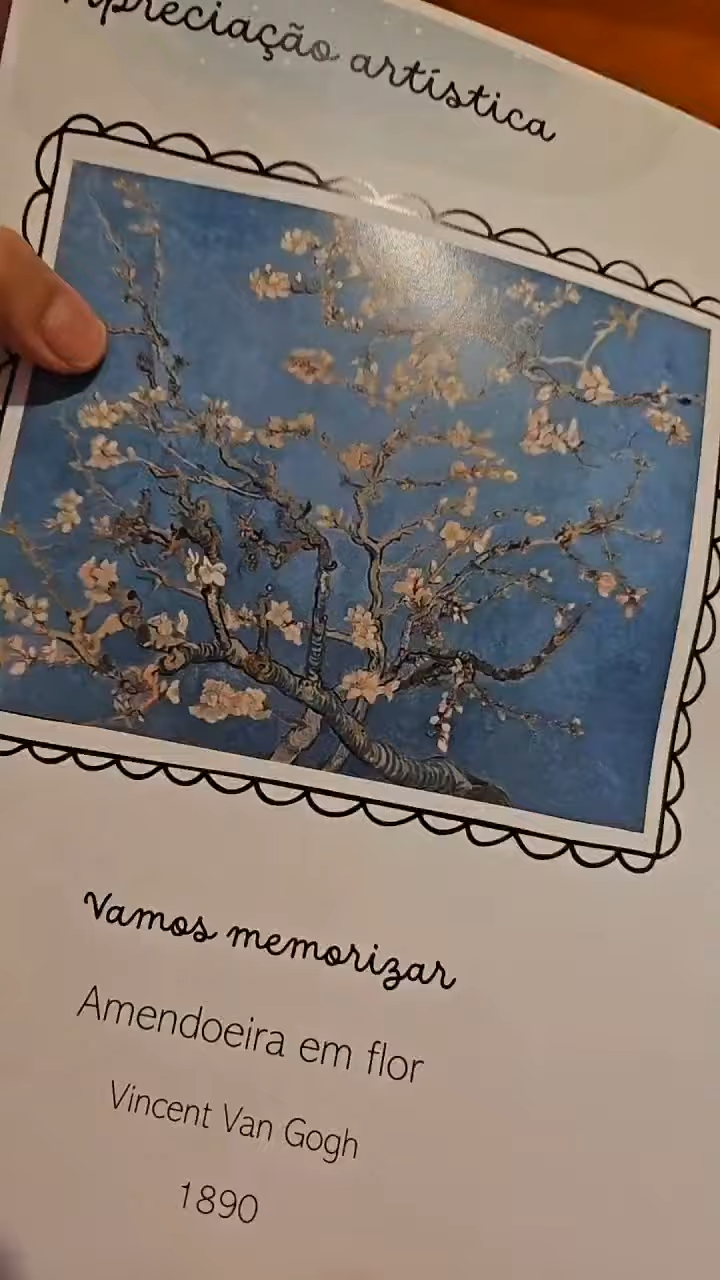 Apreciação artística
Vamos memorizar
Amendoeira em flor
Vincent Van Gogh
1890